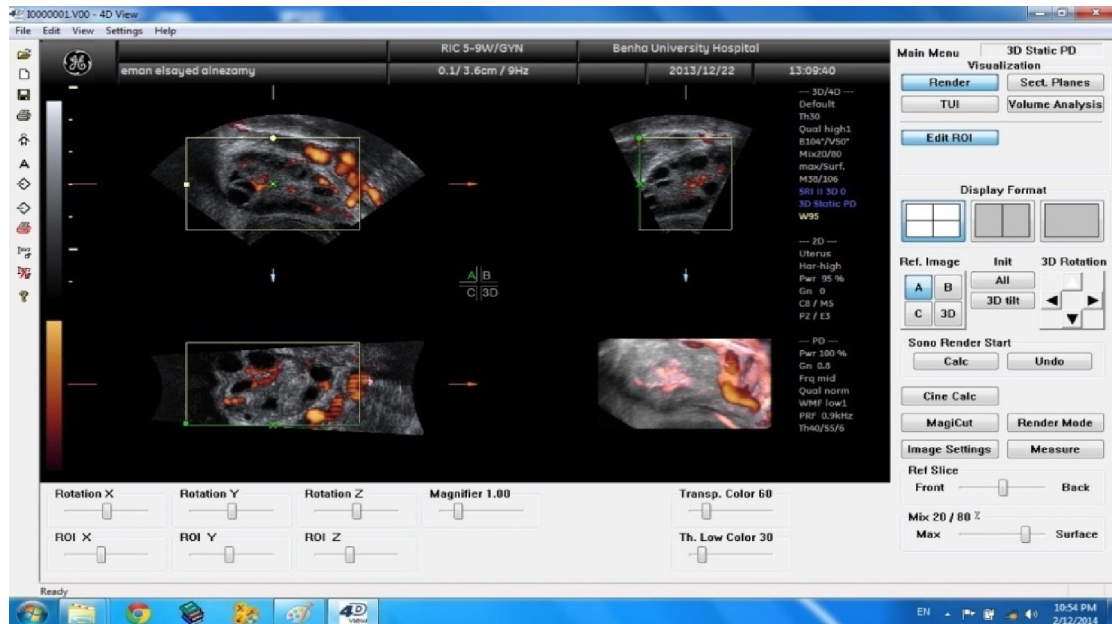 I0000001.V00 - 4D View
File Edit View Settings Help
RIC 5-9W/GYN Benha University Hospital
eman elsayed alnezamy 0.1/ 3.6cm / 9Hz 2013/12/22 13:09:40
--- 3D/4D ---
Default
Th30
Qual high1
B104°/V50°
Mix20/80
max/Surf.
M38/106
SRI II 3D 0
3D Static PD
W95
--- 2D ---
Uterus
Har-high
Pwr 95 %
Gn 0
C8 / M5
P2 / E3
--- PD ---
Pwr 100 %
Gn 0.8
Frq mid
Qual norm
WMF low1
PRF 0.9kHz
Th40/55/6
A B
C 3D
Main Menu 3D Static PD
Visualization
Render Sect. Planes
TUI Volume Analysis
Edit ROI
Display Format
Ref. Image Init 3D Rotation
A B All
C 3D 3D tilt
Sono Render Start
Calc Undo
Cine Calc
MagiCut Render Mode
Image Settings Measure
Ref Slice
Front Back
Mix 20 / 80 %
Max Surface
Rotation X Rotation Y Rotation Z Magnifier 1.00 Transp. Color 60
ROI X ROI Y ROI Z Th. Low Color 30
Ready
4D VIEW
EN 10:54 PM
2/12/2014